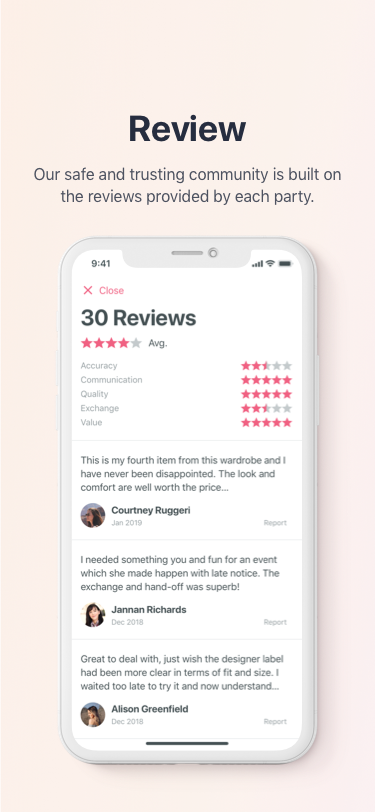 Review
Our safe and trusting community is built on
the reviews provided by each party.
9:41
Close
30 Reviews
Avg.
Accuracy
Communication
Quality
Exchange
Value
This is my fourth item from this wardrobe and I
have never been disappointed. The look and
comfort are well worth the price...
Courtney Ruggeri
Jan 2019
Report
I needed something you and fun for an event
which she made happen with late notice. The
exchange and hand-off was superb!
Jannan Richards
Dec 2018
Report
Great to deal with, just wish the designer label
had been more clear in terms of fit and size. I
waited too late to try it and now understand...
Alison Greenfield
Dec 2018
Report